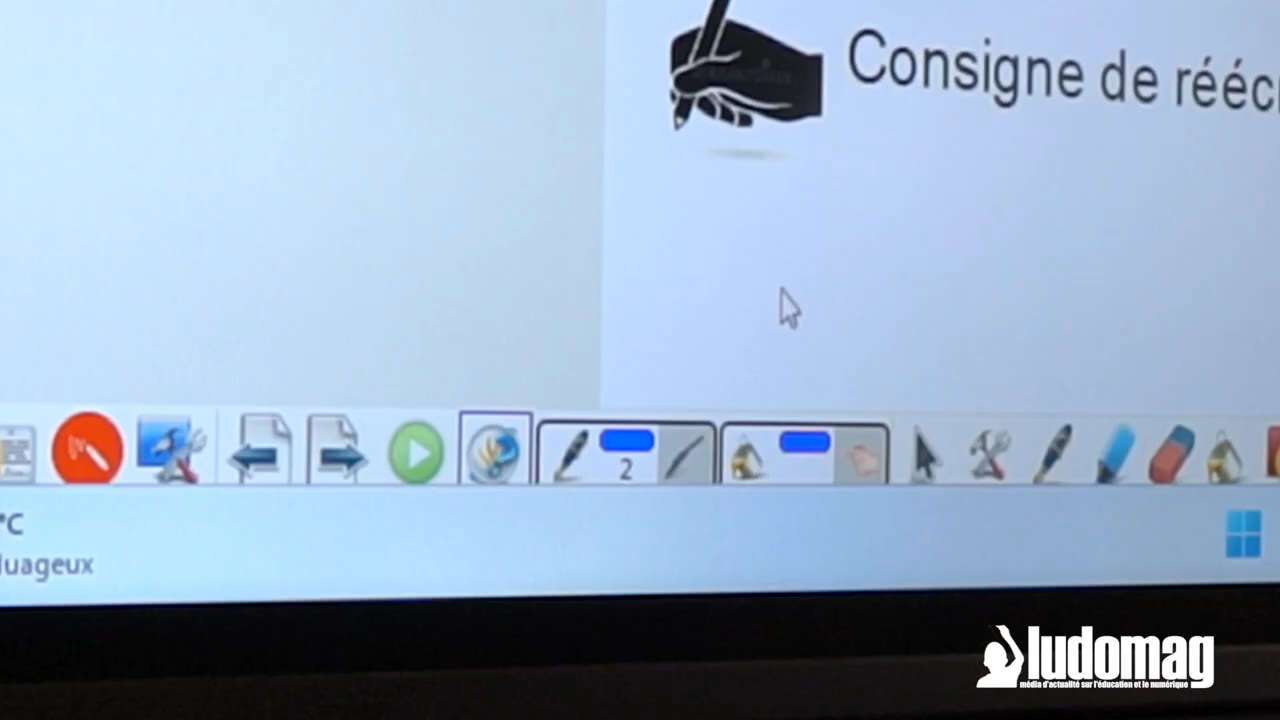 Consigne de réécr
2
°C
luageux
ludomag
média d'actualité sur l'éducation et le numérique